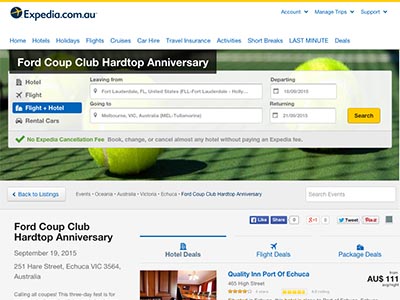 Expedia.com.au
Account
Manage Trips
Support
Home Hotels Holidays Flights Cruises Car Hire Travel Insurance Activities Short Breaks LAST MINUTE Deals
Ford Coup Club Hardtop Anniversary
Hotel
Flight
Flight + Hotel
Rental Cars
Leaving from
Fort Lauderdale, FL, United States (FLL-Fort Lauderdale - Holly...
Departing
18/09/2015
Going to
Melbourne, VIC, Australia (MEL-Tullamarine)
Returning
21/09/2015
Search
No Expedia Cancellation Fee Book, change, or cancel almost any hotel without paying an Expedia fee.
Back to Listings
Events › Oceania › Australia › Victoria › Echuca › Ford Coup Club Hardtop Anniversary
Search Events
Like Share Tweet Pin it
Ford Coup Club
Hardtop Anniversary
September 19, 2015
251 Hare Street, Echuca VIC 3564,
Australia
Calling all coupes! This three-day fest is for
Hotel Deals
Flight Deals
Package Deals
Quality Inn Port Of Echuca
465 High Street
4 stars
from
AU$ 111
avg/night